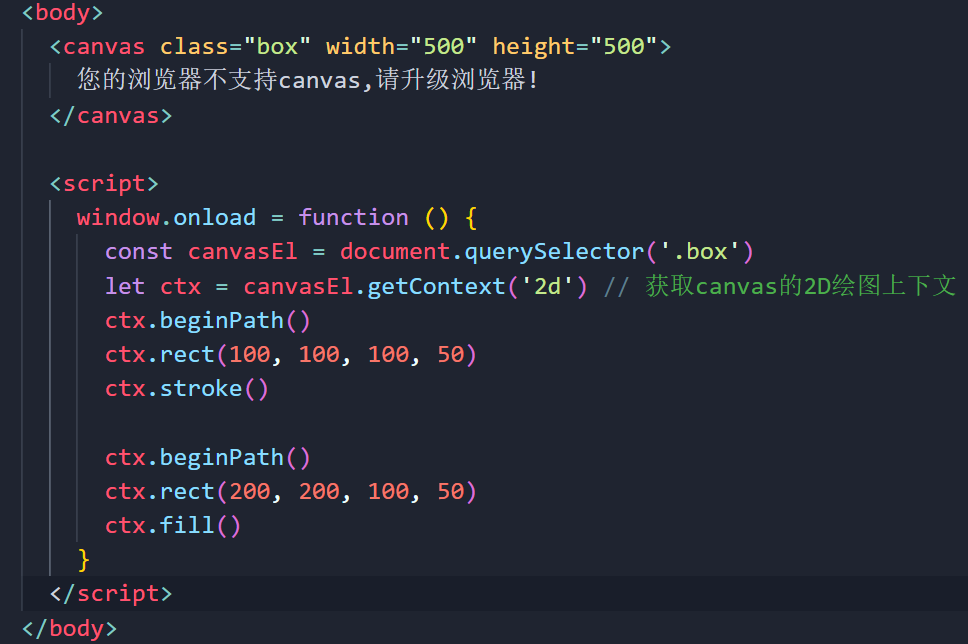 <body>
<canvas class="box" width="500" height="500">
您的浏览器不支持canvas,请升级浏览器!
</canvas>
<script>
window.onload = function () {
const canvasEl = document.querySelector('.box')
let ctx = canvasEl.getContext('2d') // 获取canvas的2D绘图上下文
ctx.beginPath()
ctx.rect(100, 100, 100, 50)
ctx.stroke()
ctx.beginPath()
ctx.rect(200, 200, 100, 50)
ctx.fill()
}
</script>
</body>